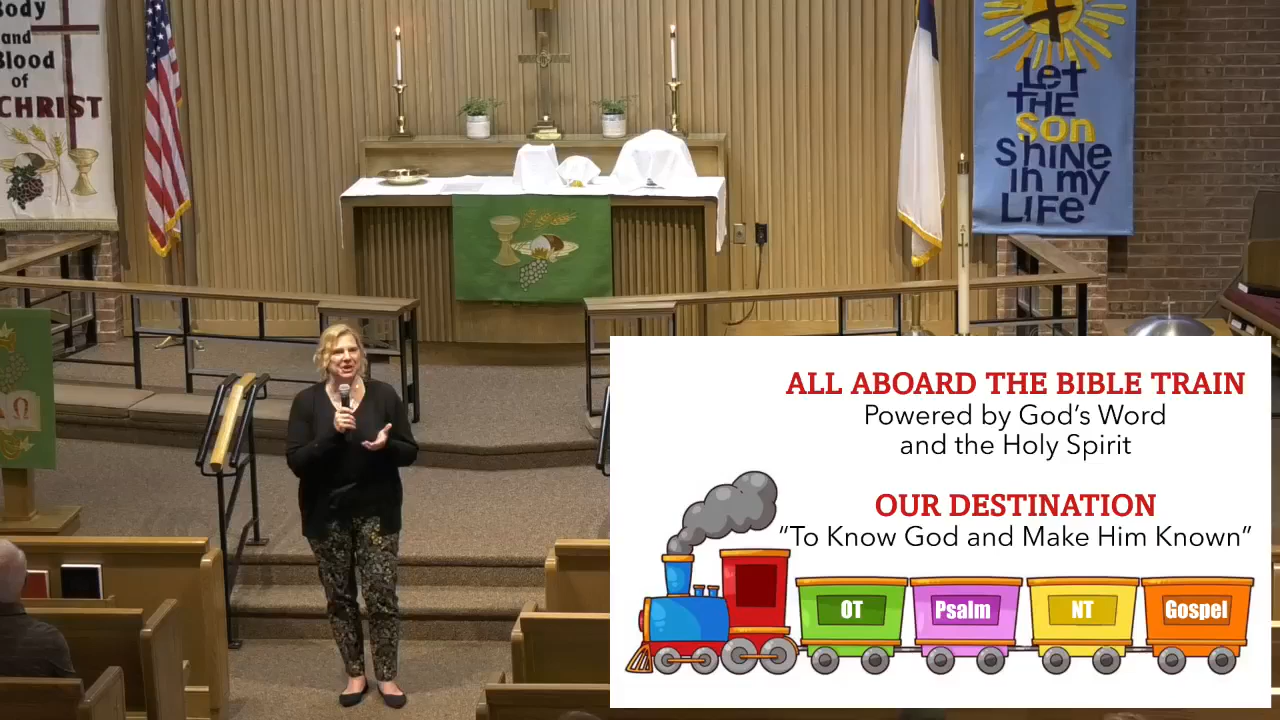 Body
and
Blood
of
CHRIST
Let
THE
SON
SHINE
in my
LIFE
ALL ABOARD THE BIBLE TRAIN
Powered by God's Word
and the Holy Spirit
OUR DESTINATION
“To Know God and Make Him Known”
OT
Psalm
NT
Gospel
Α Ω